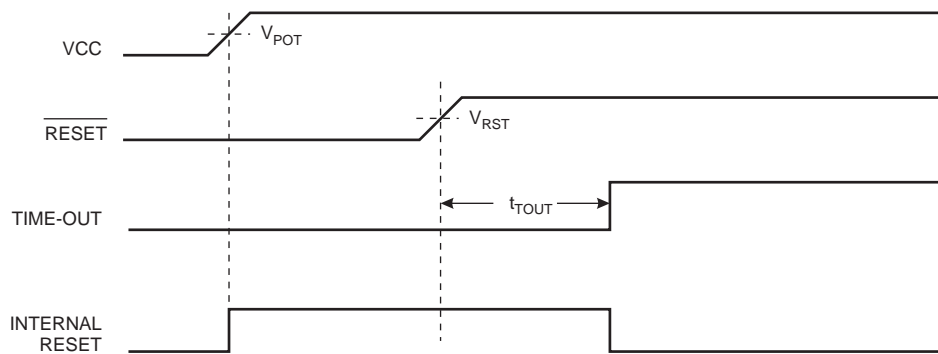 VCC
VPOT
RESET
VRST
TIME-OUT
tTOUT
INTERNAL
RESET